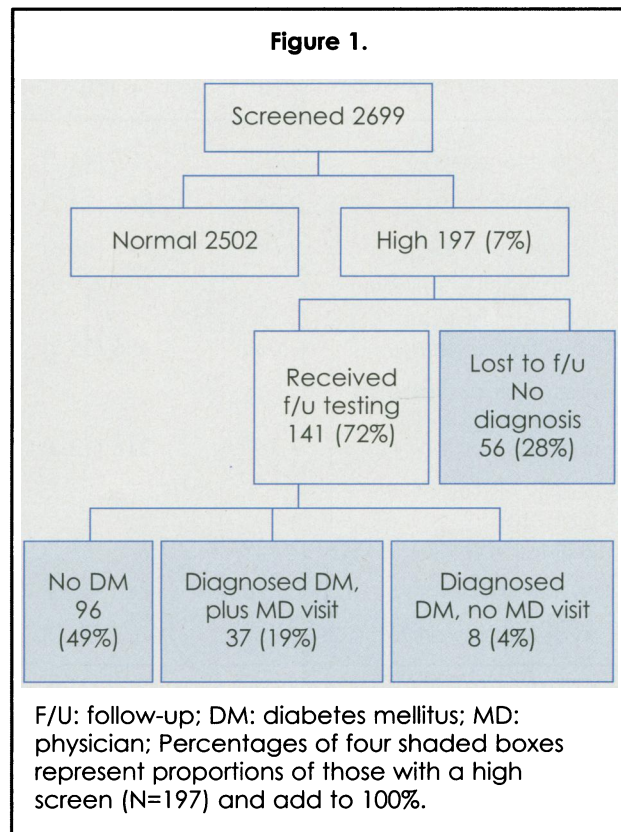 Figure 1.
Screened 2699
Normal 2502
High 197 (7%)
Received
f/u testing
141 (72%)
Lost to f/u
No
diagnosis
56 (28%)
No DM
96
(49%)
Diagnosed DM,
plus MD visit
37 (19%)
Diagnosed
DM, no MD visit
8 (4%)
F/U: follow-up; DM: diabetes mellitus; MD:
physician; Percentages of four shaded boxes
represent proportions of those with a high
screen (N=197) and add to 100%.